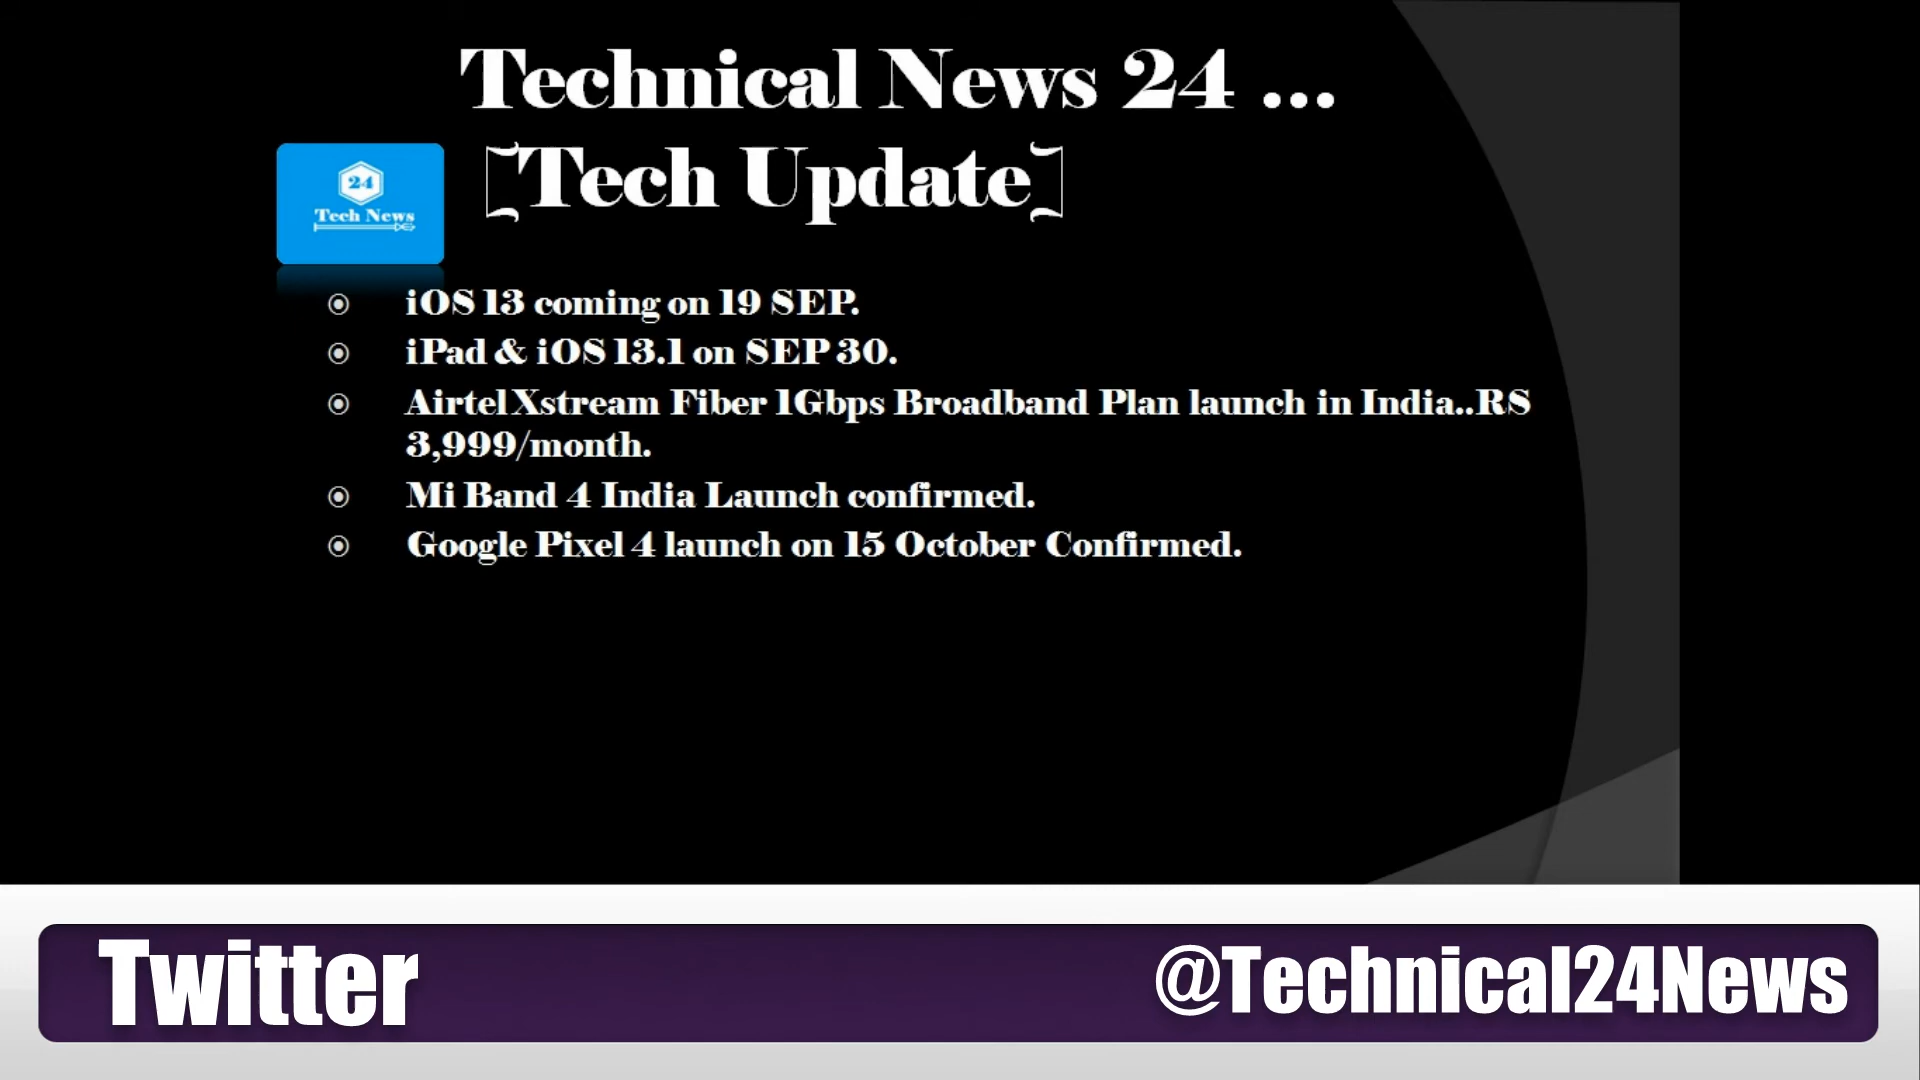 Technical News 24 ...
[Tech Update]
24
Tech News
iOS 13 coming on 19 SEP.
iPad & iOS 13.1 on SEP 30.
Airtel Xstream Fiber 1Gbps Broadband Plan launch in India..RS
3,999/month.
Mi Band 4 India Launch confirmed.
Google Pixel 4 launch on 15 October Confirmed.
Twitter
@Technical24News